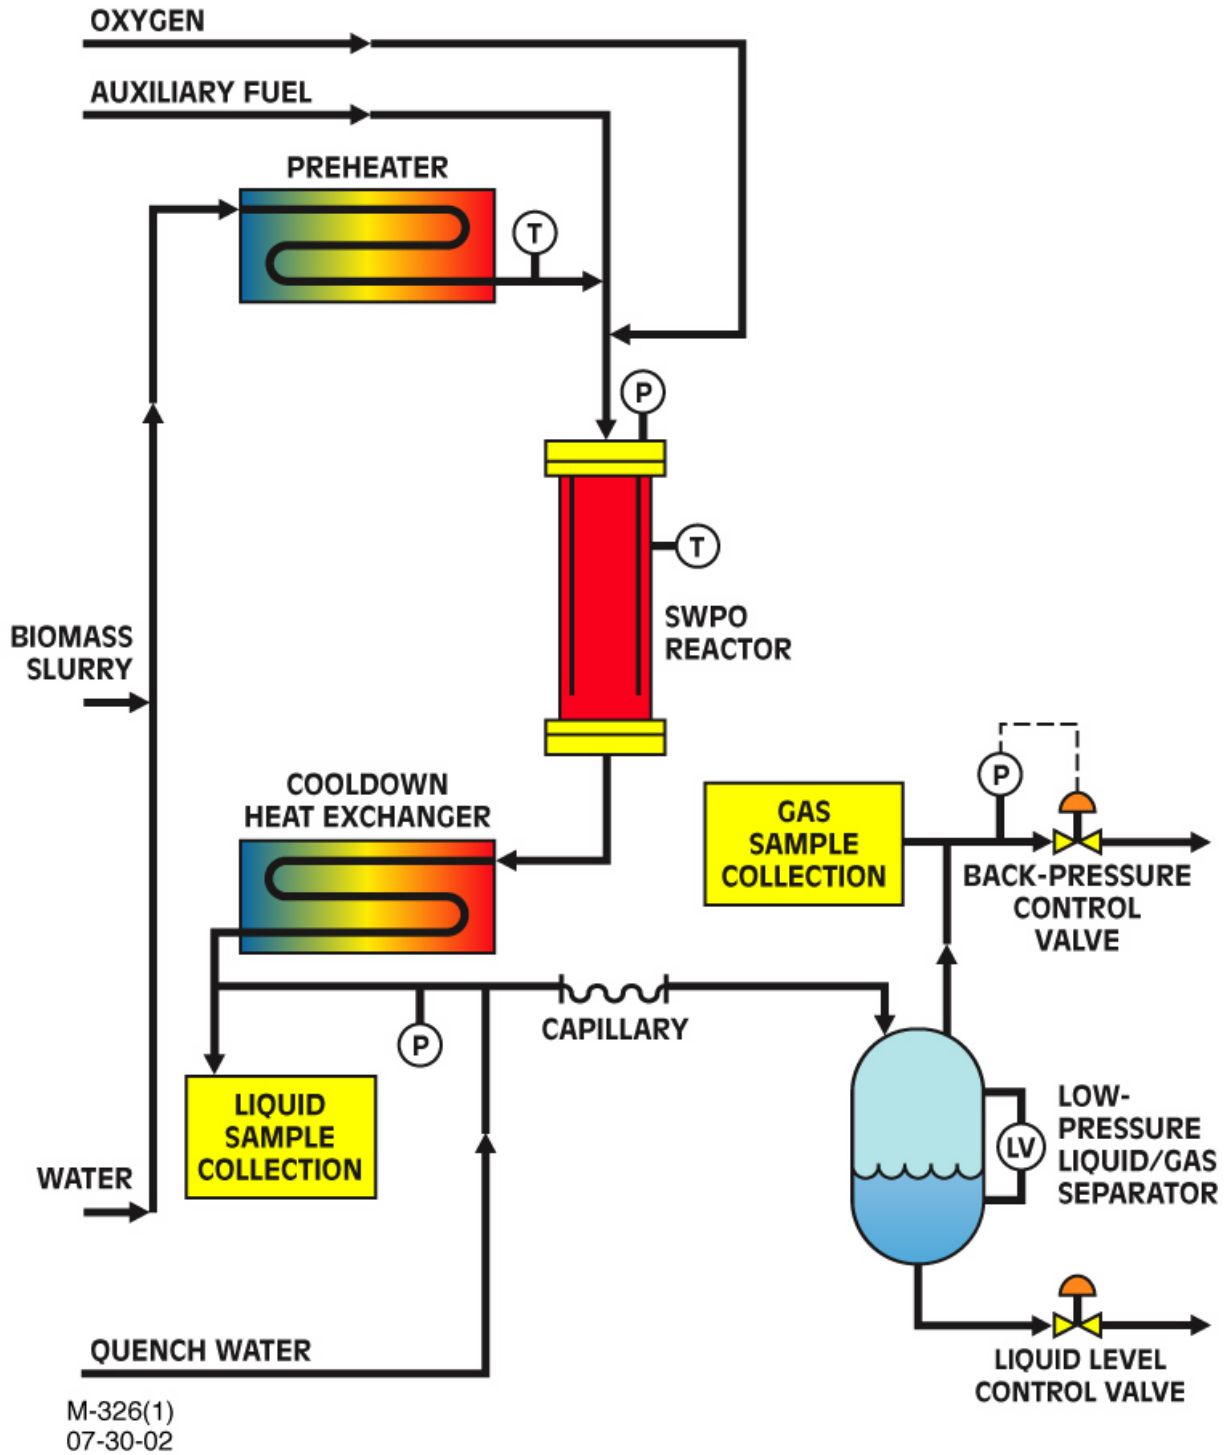 OXYGEN
AUXILIARY FUEL
PREHEATER
T
P
T
SWPO
REACTOR
BIOMASS
SLURRY
COOLDOWN
HEAT EXCHANGER
P
GAS
SAMPLE
COLLECTION
BACK-PRESSURE
CONTROL
VALVE
CAPILLARY
P
LIQUID
SAMPLE
COLLECTION
LOW-
PRESSURE
LIQUID/GAS
SEPARATOR
LV
WATER
QUENCH WATER
LIQUID LEVEL
CONTROL VALVE
M-326(1)
07-30-02